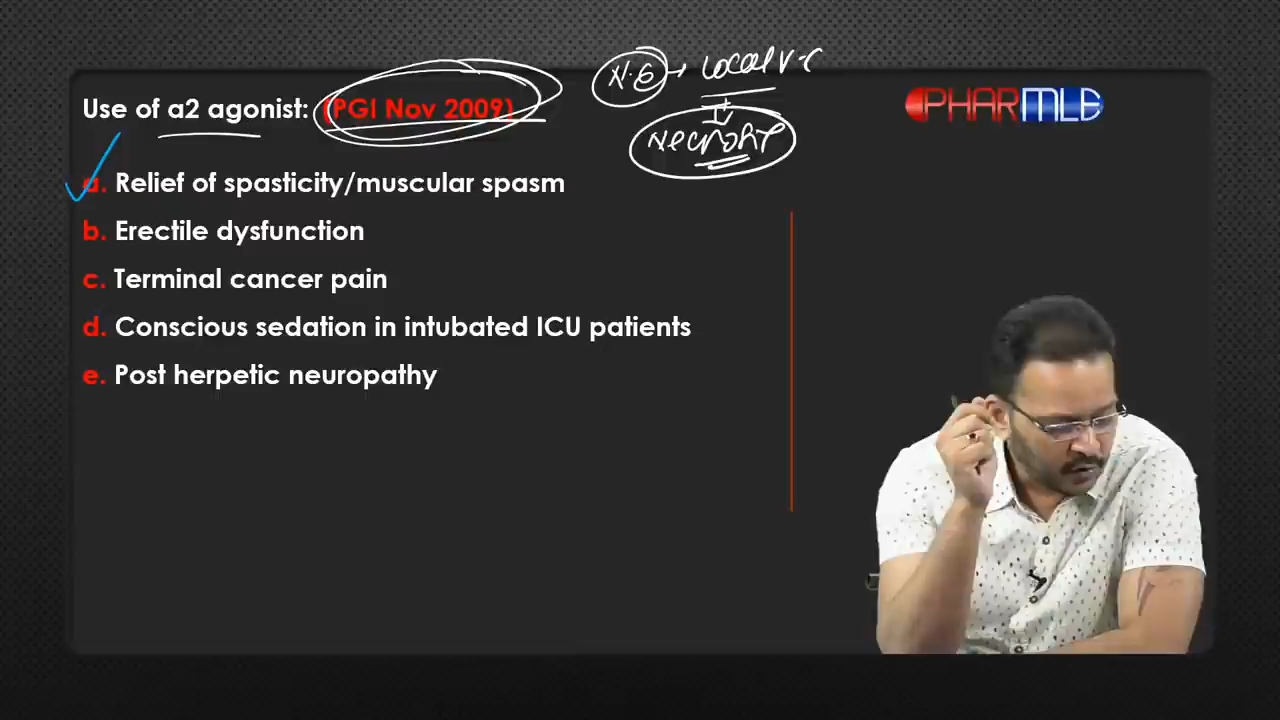 Use of a2 agonist: (PGI Nov 2009)
N.E → Local V.C
↓
Necrosis
PHARMLE
a. Relief of spasticity/muscular spasm
b. Erectile dysfunction
c. Terminal cancer pain
d. Conscious sedation in intubated ICU patients
e. Post herpetic neuropathy